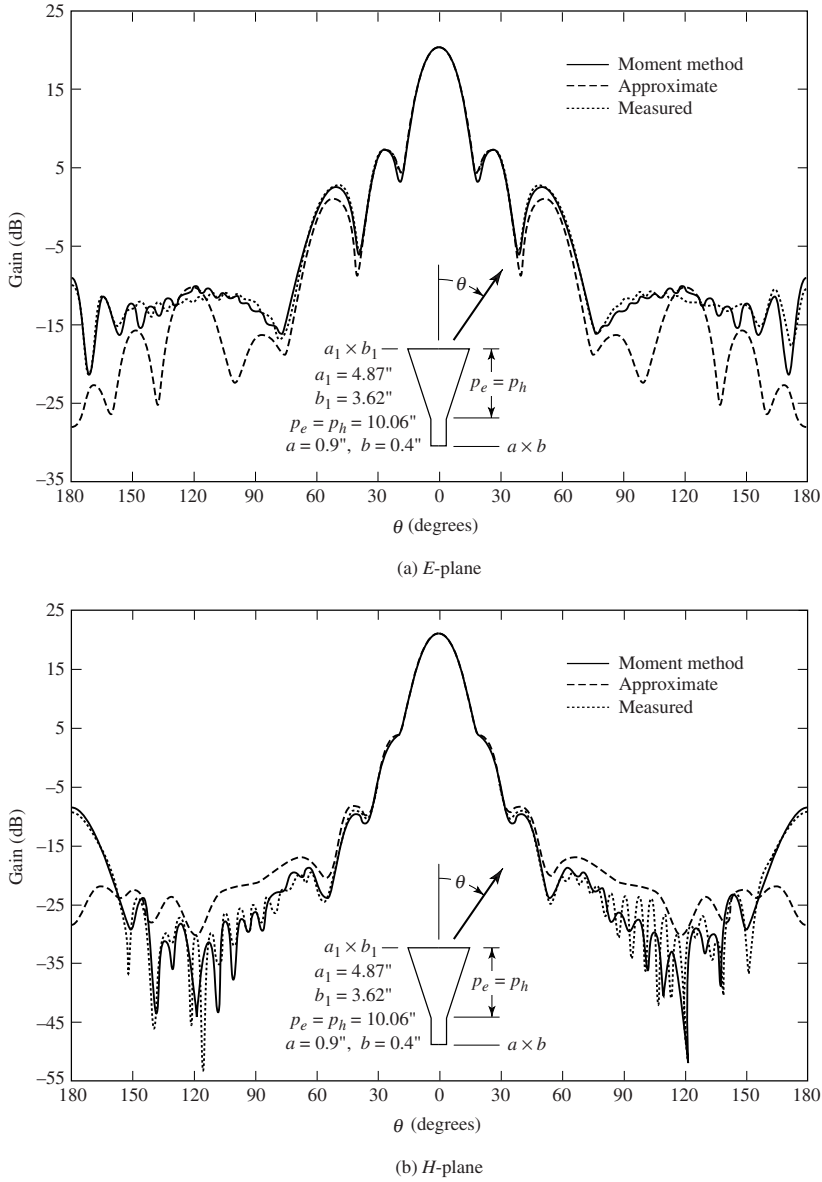 25
15
5
–5
–15
–25
–35
Gain (dB)
Moment method
Approximate
Measured
θ
a₁ × b₁
a₁ = 4.87"
b₁ = 3.62"
pₑ = pₕ = 10.06"
a = 0.9", b = 0.4"
pₑ = pₕ
a × b
180 150 120 90 60 30 0 30 60 90 120 150 180
θ (degrees)
(a) E-plane
25
15
5
–5
–15
–25
–35
–45
–55
Gain (dB)
Moment method
Approximate
Measured
θ
a₁ × b₁
a₁ = 4.87"
b₁ = 3.62"
pₑ = pₕ = 10.06"
a = 0.9", b = 0.4"
pₑ = pₕ
a × b
180 150 120 90 60 30 0 30 60 90 120 150 180
θ (degrees)
(b) H-plane